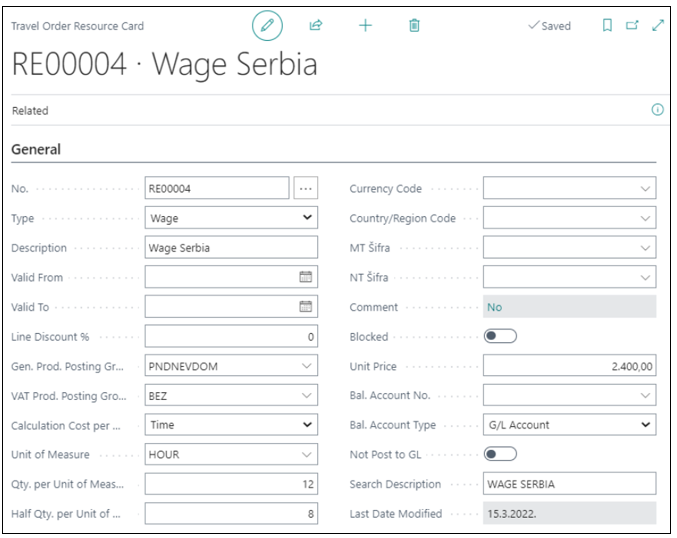 Travel Order Resource Card
Saved
RE00004 · Wage Serbia
Related
General
No.
RE00004
Type
Wage
Description
Wage Serbia
Valid From
Valid To
Line Discount %
0
Gen. Prod. Posting Gr...
PNDNEVDOM
VAT Prod. Posting Gro...
BEZ
Calculation Cost per ...
Time
Unit of Measure
HOUR
Qty. per Unit of Meas...
12
Half Qty. per Unit of ...
8
Currency Code
Country/Region Code
MT Šifra
NT Šifra
Comment
No
Blocked
Unit Price
2.400,00
Bal. Account No.
Bal. Account Type
G/L Account
Not Post to GL
Search Description
WAGE SERBIA
Last Date Modified
15.3.2022.